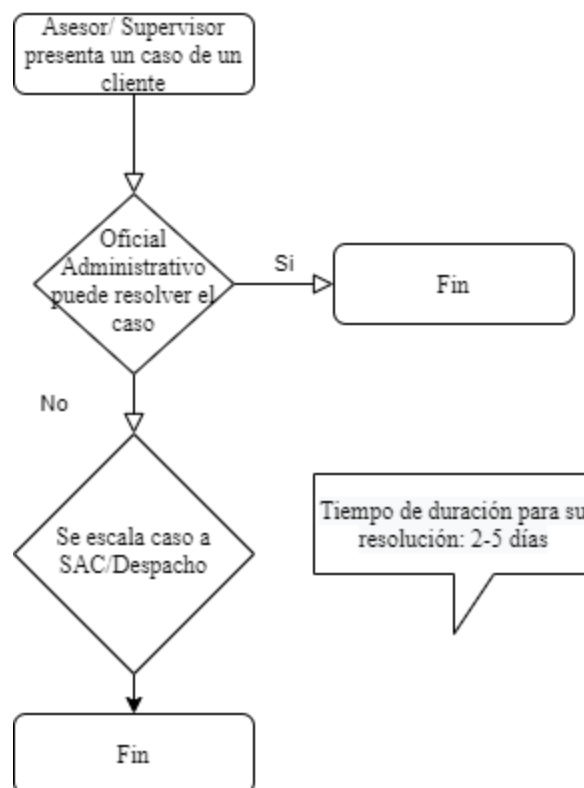 Asesor/ Supervisor
presenta un caso de un
cliente
Oficial
Administrativo
puede resolver el
caso
Si
Fin
No
Se escala caso a
SAC/Despacho
Tiempo de duración para su
resolución: 2-5 días
Fin